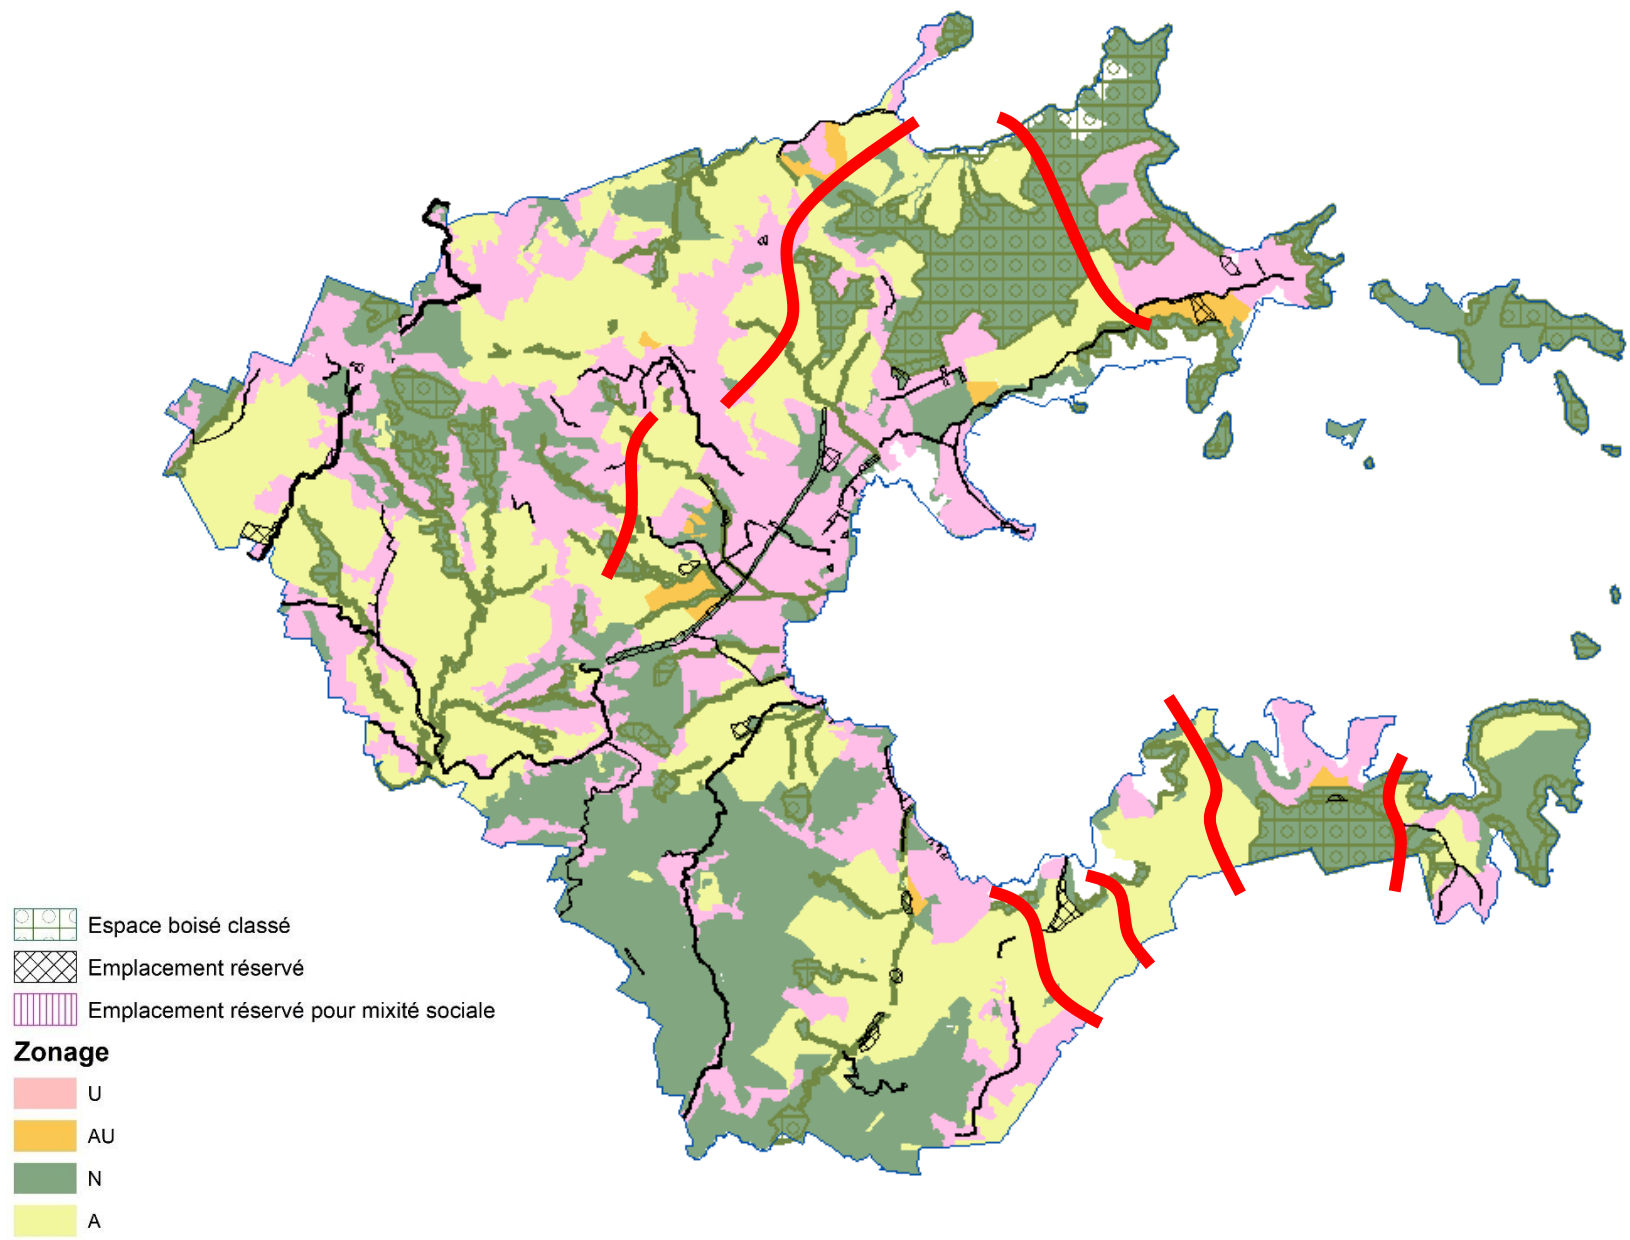 Espace boisé classé
Emplacement réservé
Emplacement réservé pour mixité sociale
Zonage
U
AU
N
A